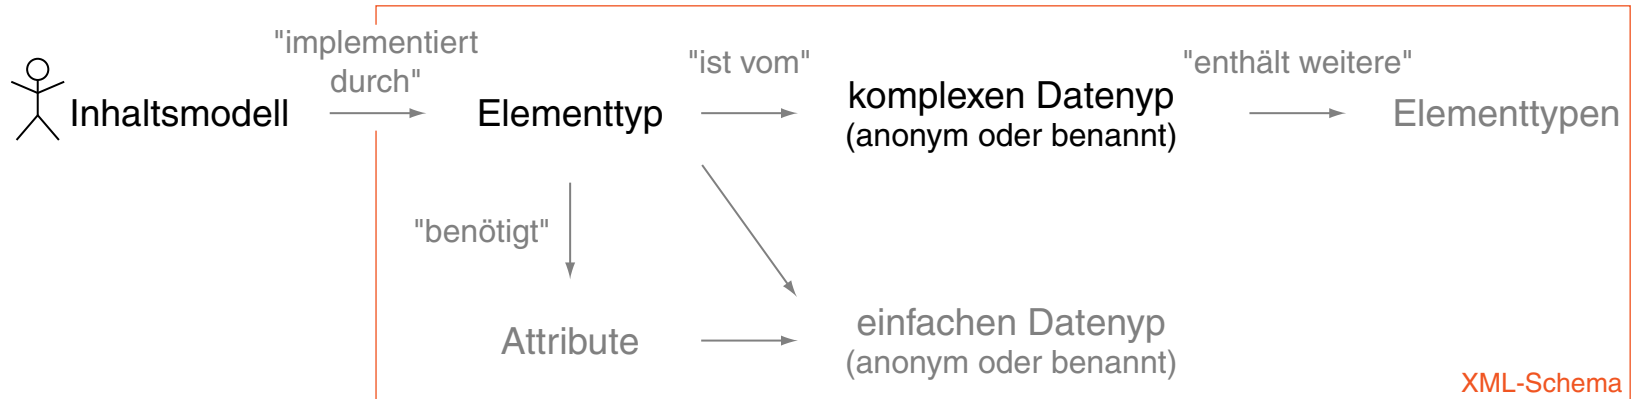 "implementiert
durch"
"ist vom"
"enthält weitere"
Inhaltsmodell
Elementtyp
komplexen Datenyp
(anonym oder benannt)
Elementtypen
"benötigt"
Attribute
einfachen Datenyp
(anonym oder benannt)
XML-Schema